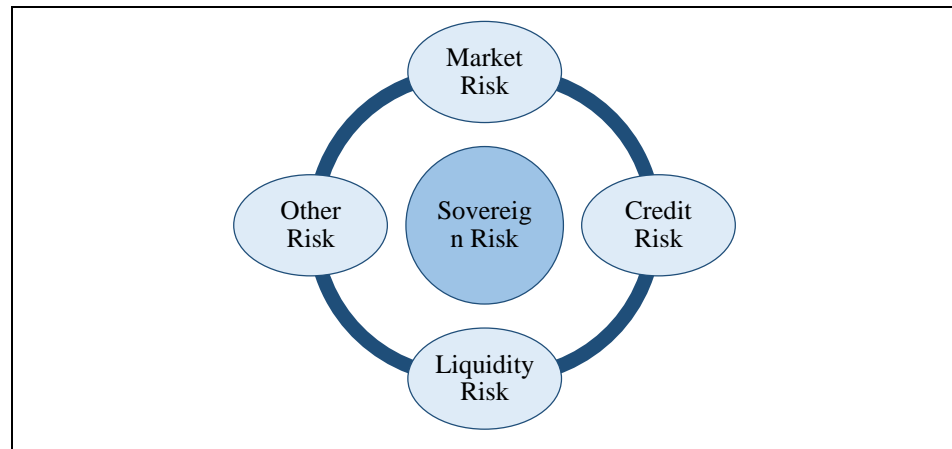 Market
Risk
Other
Risk
Sovereig
n Risk
Credit
Risk
Liquidity
Risk